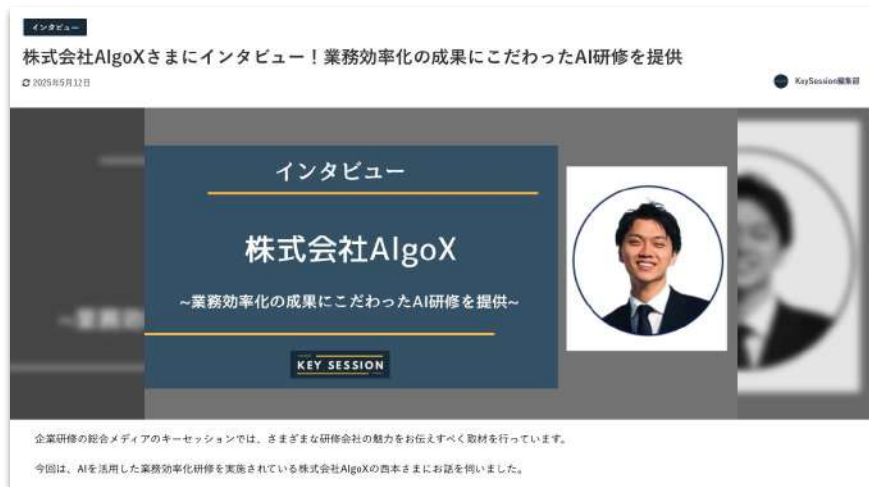 インタビュー
株式会社AlgoXさまにインタビュー！業務効率化の成果にこだわったAI研修を提供
2025年5月12日
KeySession編集部
インタビュー
株式会社AlgoX
~業務効率化の成果にこだわったAI研修を提供~
KEY SESSION
企業研修の総合メディアのキーセッションでは、さまざまな研修会社の魅力をお伝えすべく取材を行っています。
今回は、AIを活用した業務効率化研修を実施されている株式会社AlgoXの西本さまにお話を伺いました。